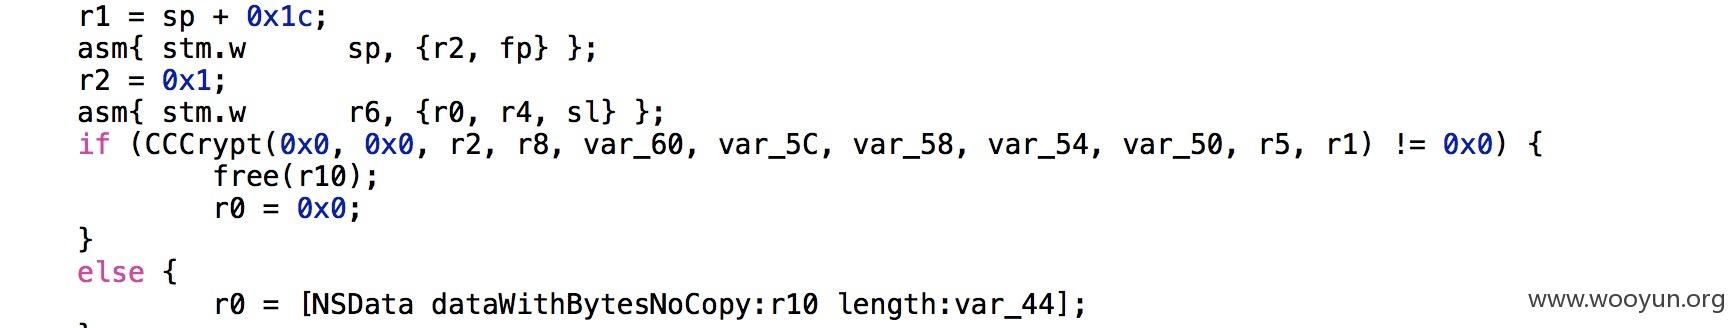 r1 = sp + 0x1c;
asm{ stm.w      sp, {r2, fp} };
r2 = 0x1;
asm{ stm.w      r6, {r0, r4, sl} };
if (CCCrypt(0x0, 0x0, r2, r8, var_60, var_5C, var_58, var_54, var_50, r5, r1) != 0x0) {
        free(r10);
        r0 = 0x0;
}
else {
        r0 = [NSData dataWithBytesNoCopy:r10 length:var_44];
www.wooyun.org